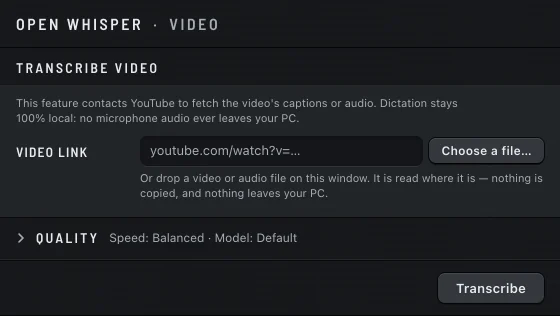 OPEN WHISPER · VIDEO
TRANSCRIBE VIDEO
This feature contacts YouTube to fetch the video's captions or audio. Dictation stays
100% local: no microphone audio ever leaves your PC.
VIDEO LINK youtube.com/watch?v=... Choose a file...
Or drop a video or audio file on this window. It is read where it is — nothing is
copied, and nothing leaves your PC.
QUALITY Speed: Balanced · Model: Default
Transcribe